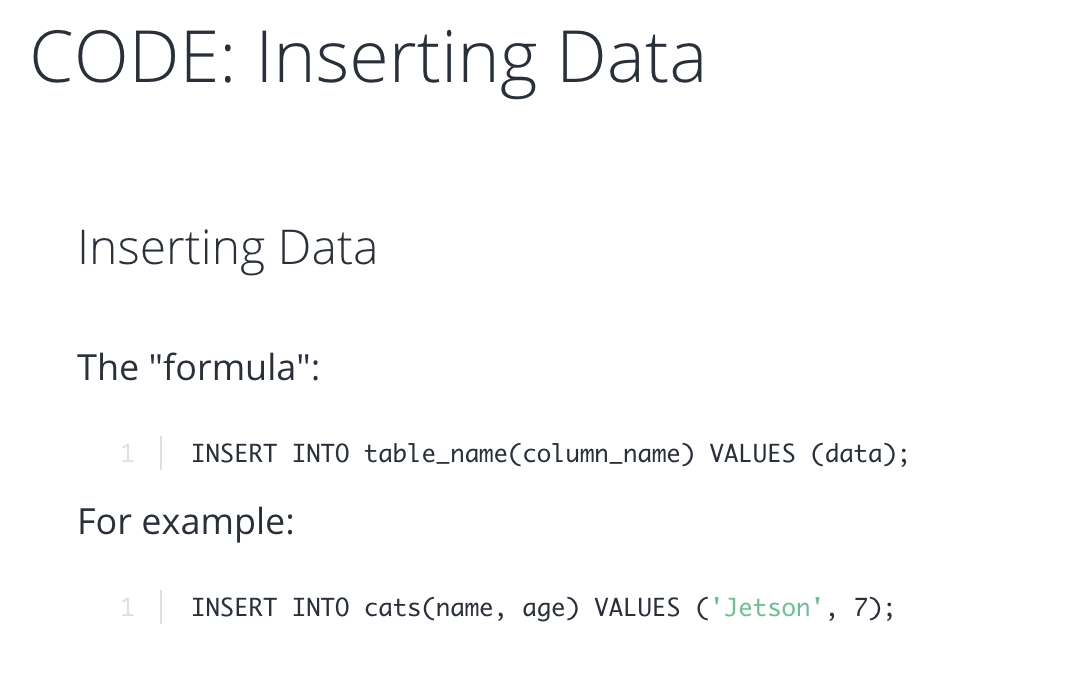 CODE: Inserting Data
Inserting Data
The "formula":
1 INSERT INTO table_name(column_name) VALUES (data);
For example:
1 INSERT INTO cats(name, age) VALUES ('Jetson', 7);